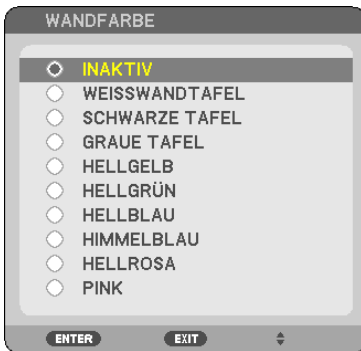 WANDFARBE
INAKTIV
WEISSWANDTAFEL
SCHWARZE TAFEL
GRAUE TAFEL
HELLGELB
HELLGRÜN
HELLBLAU
HIMMELBLAU
HELLROSA
PINK
ENTER EXIT